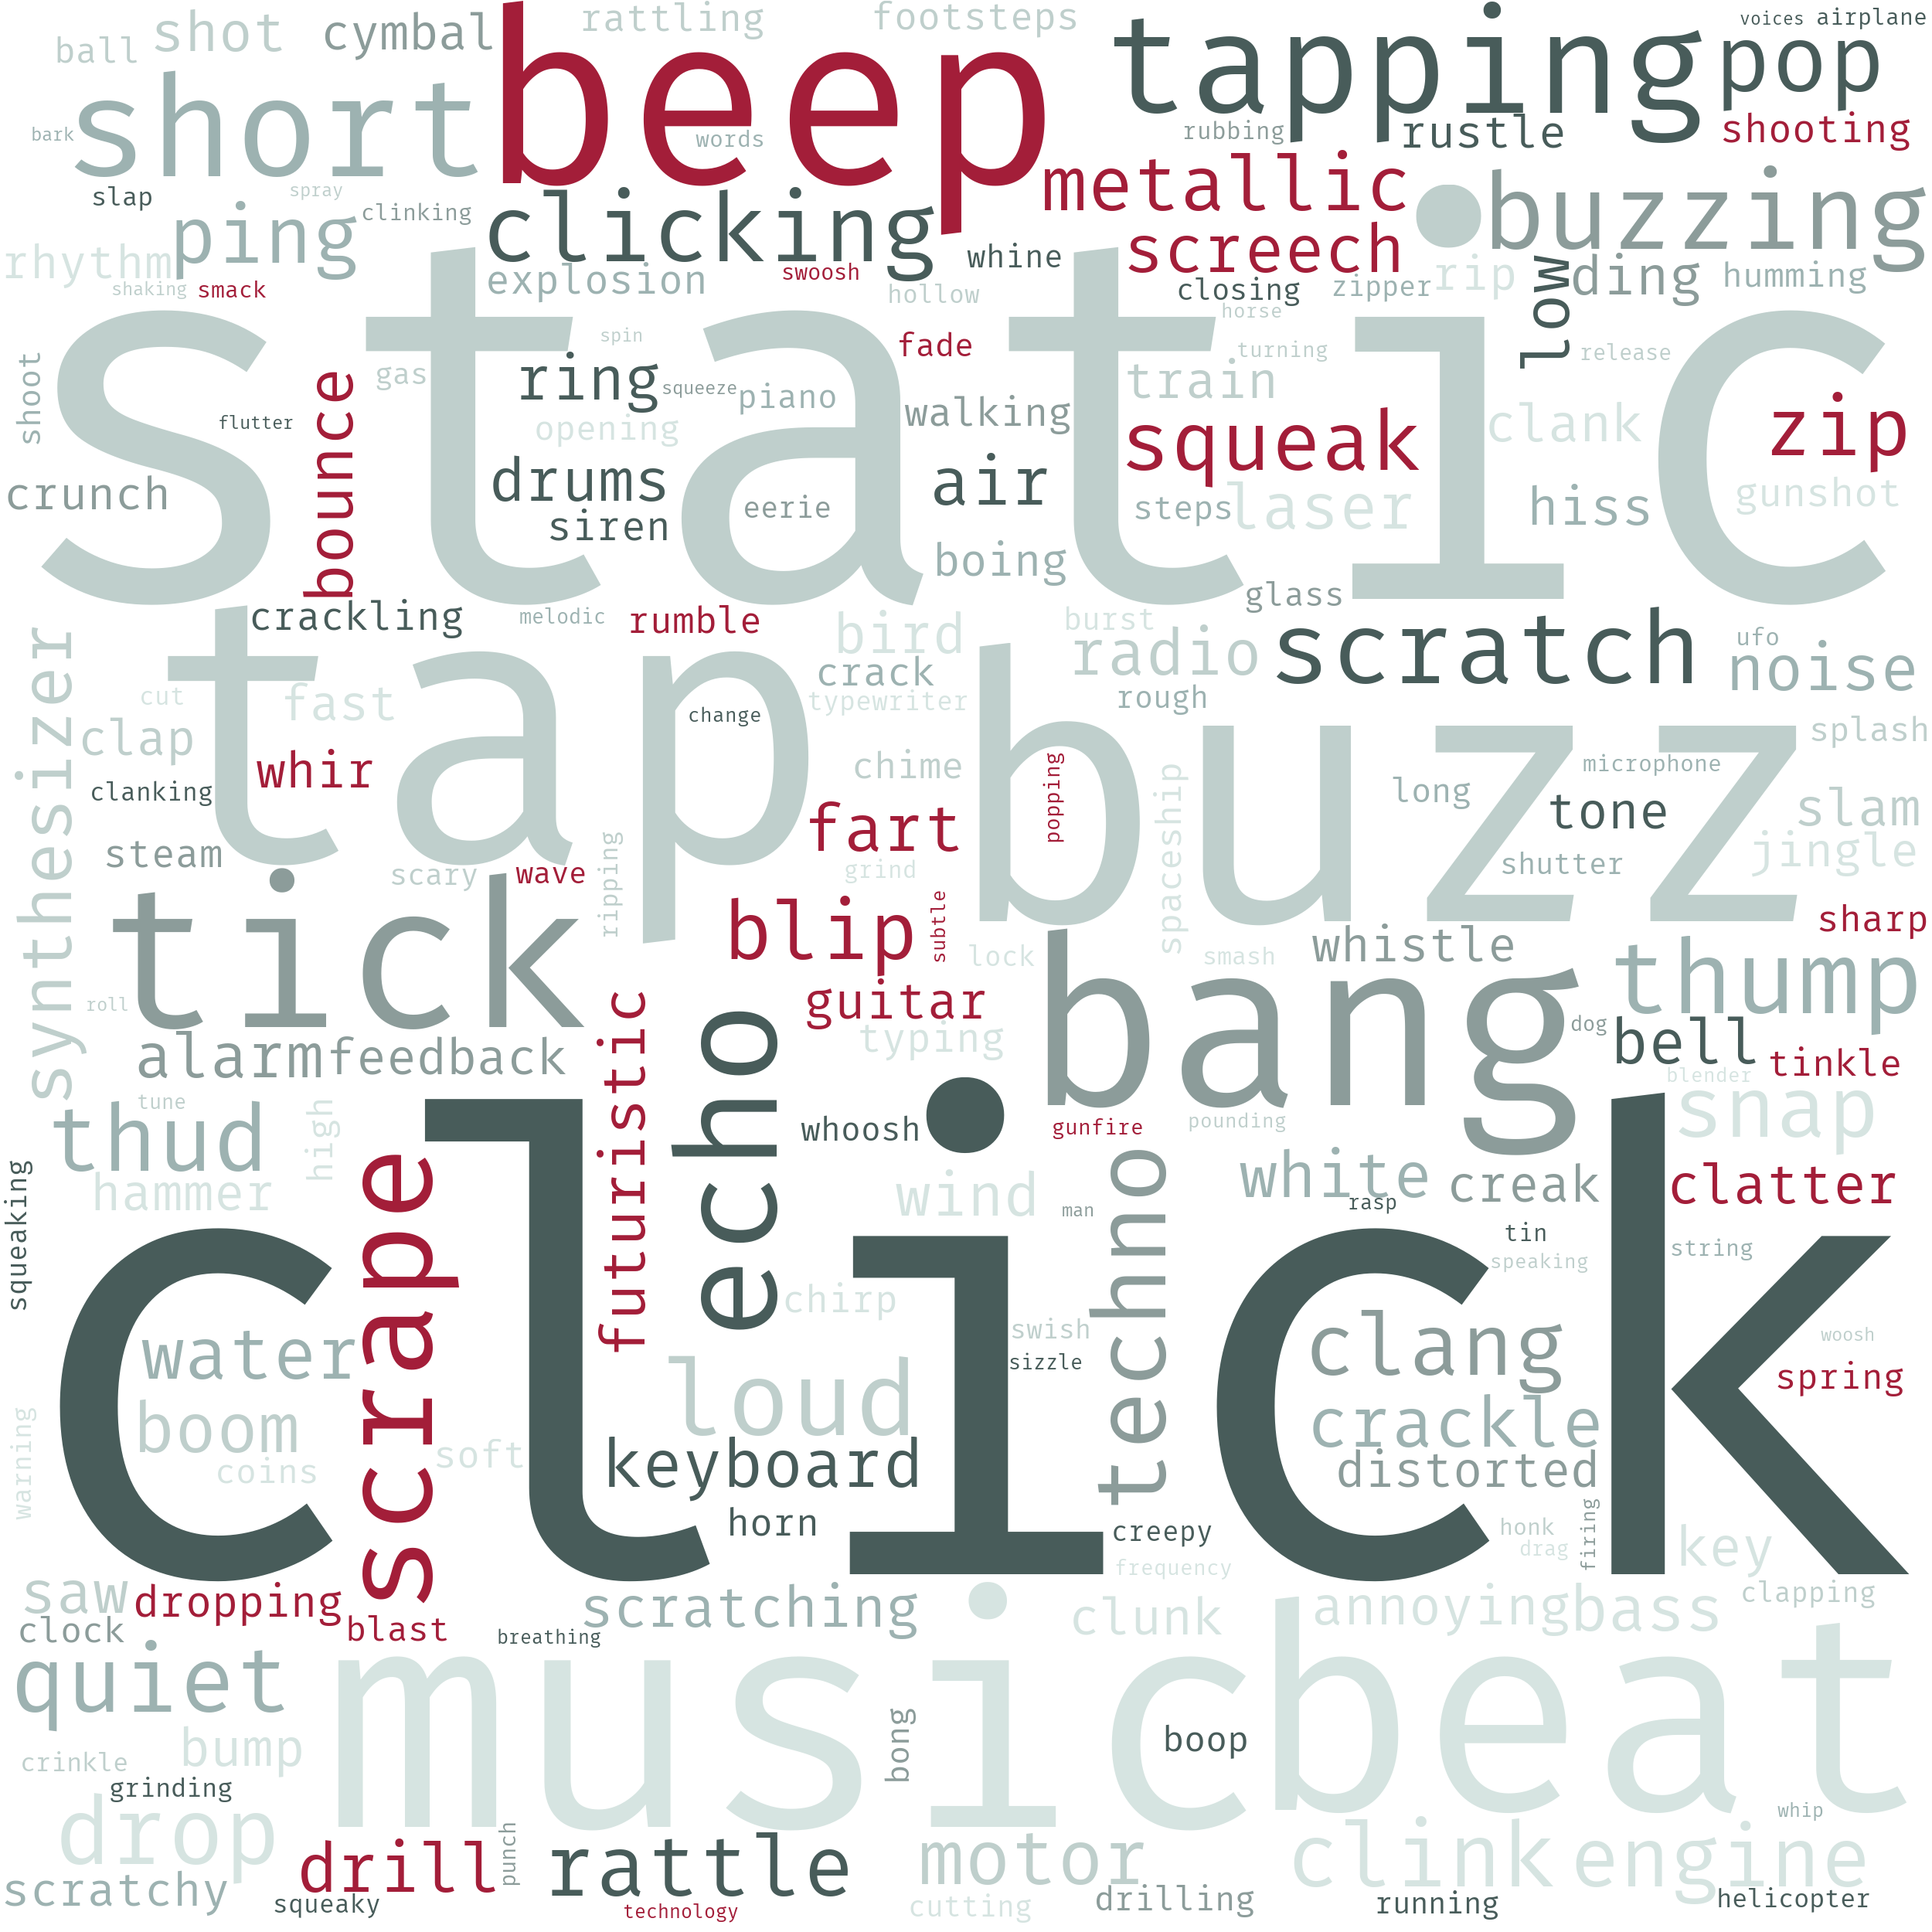 voices airplane
rattling footsteps
ball shot cymbal beep tapping pop
short
bark words rubbing rustle shooting
slap spray metallic
ping clinking clicking buzzing
rhythm screech
shaking smack explosion swoosh whine closing zipper rip low ding humming
hollow horse
static
shoot spin fade turning release
gas ring squeeze piano train
bounce flutter opening walking squeak clank zip
crunch drums siren eerie air steps laser hiss gunshot
boing
glass
crackling melodic rumble bird burst
synthesizer tap crack radio scratch ufo noise
cut fast typewriter rough
clap change buzz splash
whir chime popping microphone
clanking spaceship long tone slam
steam fart shutter jingle
scary wave ripping grind
tick blip subtle sharp
whistle
lock smash bang thump
roll guitar
futuristic echo typing dog bell
alarm feedback tinkle
blender
tune high thud snap
whoosh gunfire pounding
click
squeaking scrape hammer wind techno white creak clatter
man rasp
tin
speaking string
chirp
water swish clang woosh
sizzle
loud spring
boom crackle
warning coins soft keyboard distorted
horn creepy firing honk
drag key
frequency
saw dropping scratching clunk annoying bass clapping
clock blast breathing
quiet music beat
bong boop
crinkle bump
grinding
whip
drop
drill punch rattle motor clink engine
scratchy
squeaky technology cutting drilling running helicopter